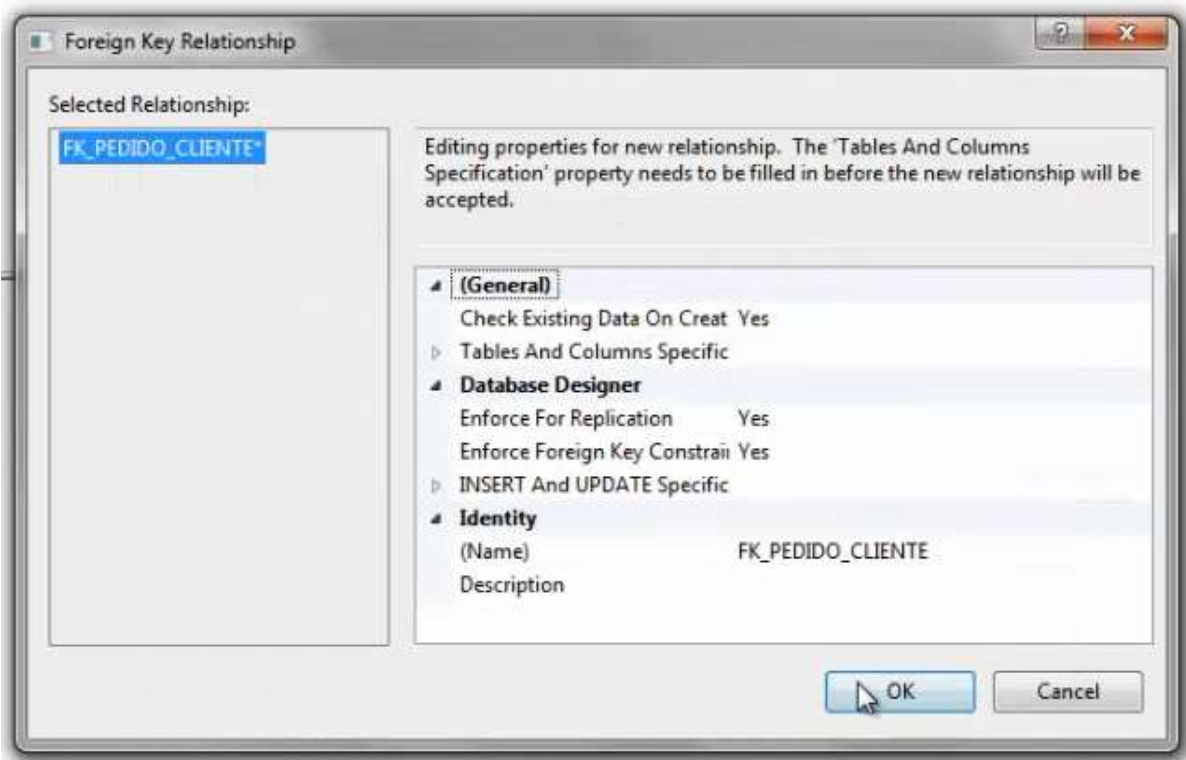 Foreign Key Relationship
Selected Relationship:
FK_PEDIDO_CLIENTE*
Editing properties for new relationship. The 'Tables And Columns
Specification' property needs to be filled in before the new relationship will be
accepted.
(General)
Check Existing Data On Creat Yes
Tables And Columns Specific
Database Designer
Enforce For Replication Yes
Enforce Foreign Key Constrain Yes
INSERT And UPDATE Specific
Identity
(Name) FK_PEDIDO_CLIENTE
Description
OK Cancel